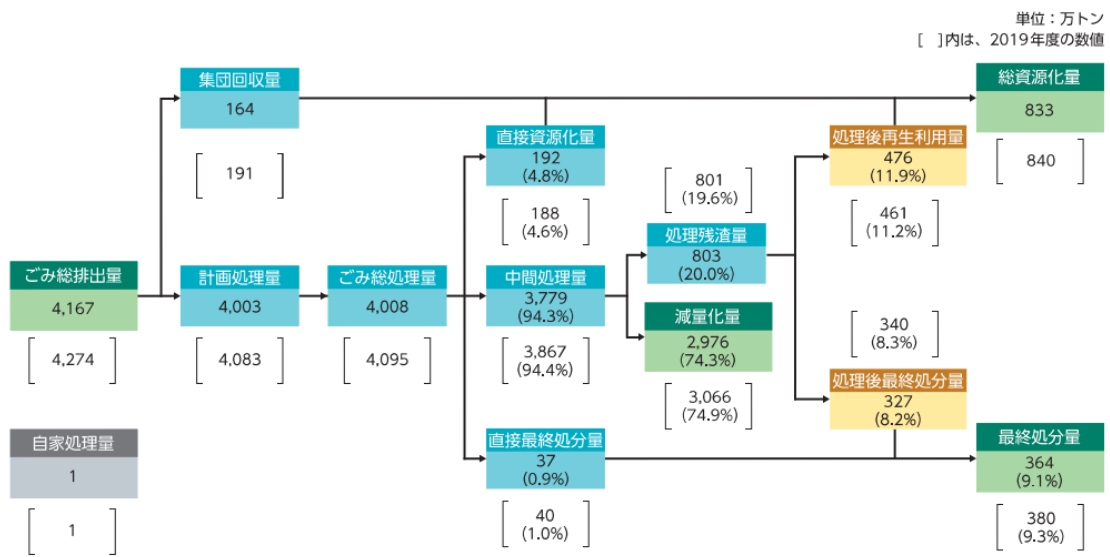 単位：万トン
[　]内は、2019年度の数値
集団回収量
164
191
総資源化量
833
840
直接資源化量
192
(4.8%)
188
(4.6%)
処理後再生利用量
476
(11.9%)
461
(11.2%)
801
(19.6%)
処理残渣量
803
(20.0%)
ごみ総排出量
4,167
4,274
計画処理量
4,003
4,083
ごみ総処理量
4,008
4,095
中間処理量
3,779
(94.3%)
3,867
(94.4%)
減量化量
2,976
(74.3%)
3,066
(74.9%)
340
(8.3%)
処理後最終処分量
327
(8.2%)
自家処理量
1
1
直接最終処分量
37
(0.9%)
40
(1.0%)
最終処分量
364
(9.1%)
380
(9.3%)